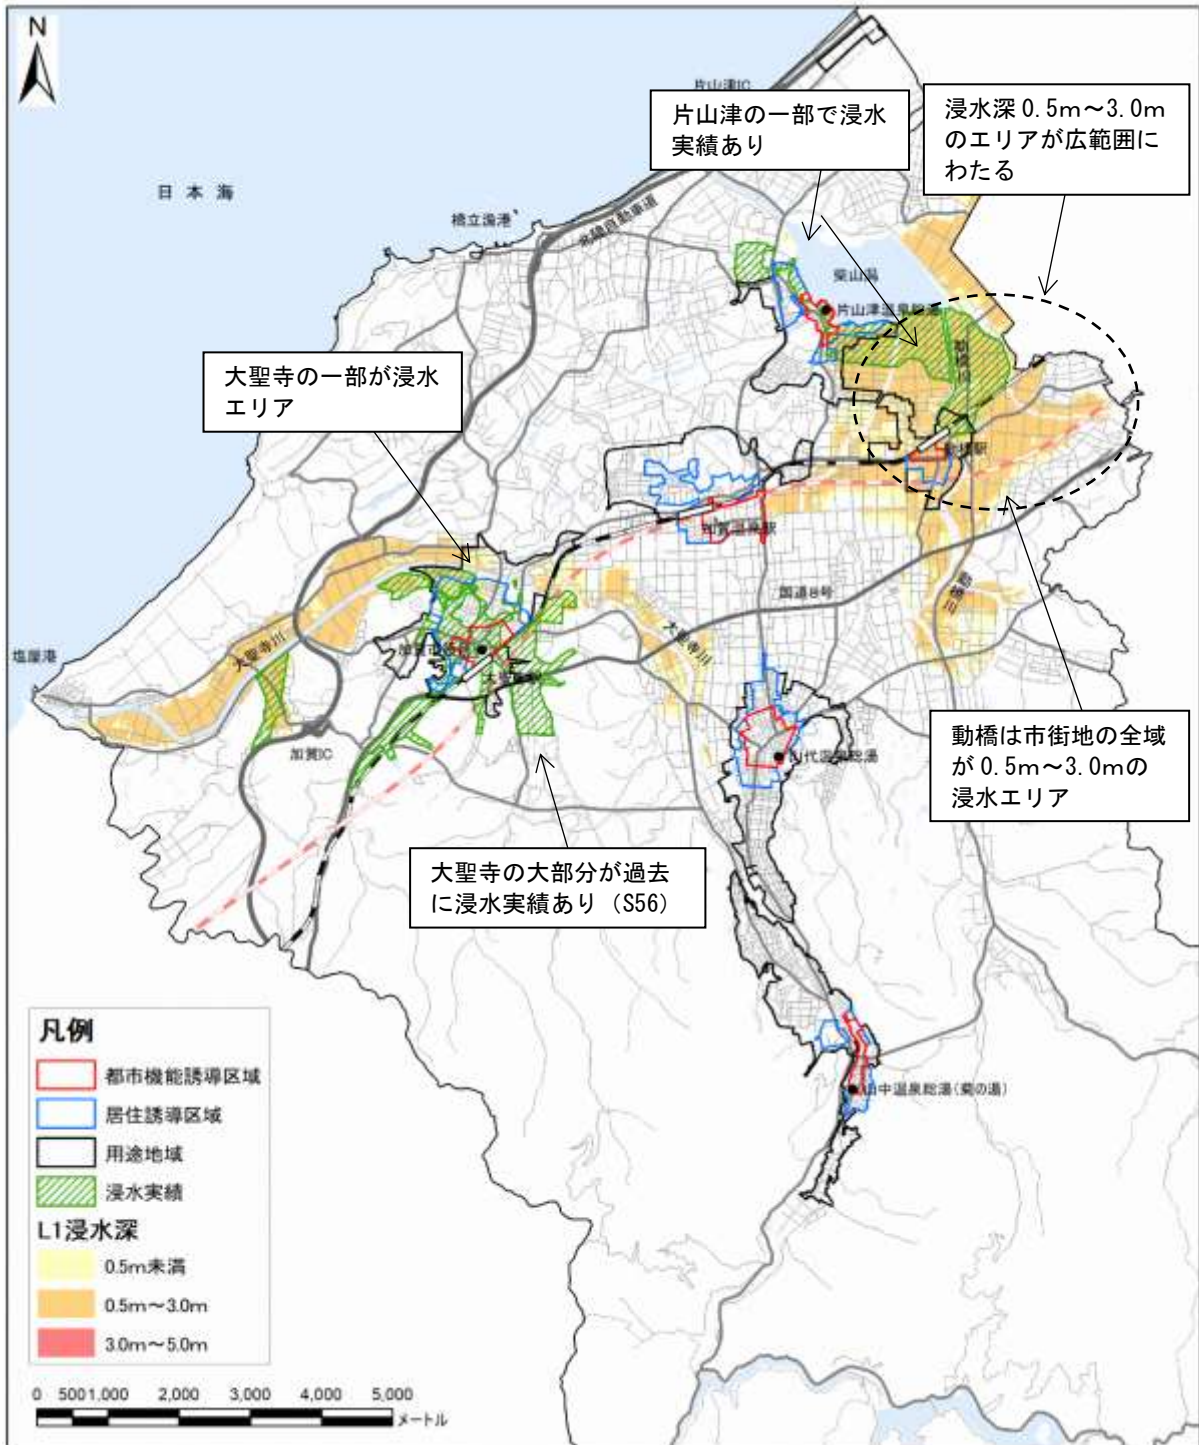 N
片山津IC
片山津の一部で浸水
実績あり
浸水深 0.5m～3.0m
のエリアが広範囲に
わたる
日本海
橋立漁港
北陸自動車道
柴山潟
片山津温泉総湯
大聖寺の一部が浸水
エリア
加賀温泉駅
国道8号
動橋川
大聖寺川
大聖寺川
塩屋港
加賀IC
山代温泉総湯
動橋は市街地の全域
が 0.5m～3.0mの
浸水エリア
大聖寺の大部分が過去
に浸水実績あり（S56）
山中温泉総湯(菊の湯)
凡例
都市機能誘導区域
居住誘導区域
用途地域
浸水実績
L1浸水深
0.5m未満
0.5m～3.0m
3.0m～5.0m
0 500 1,000 2,000 3,000 4,000 5,000
メートル